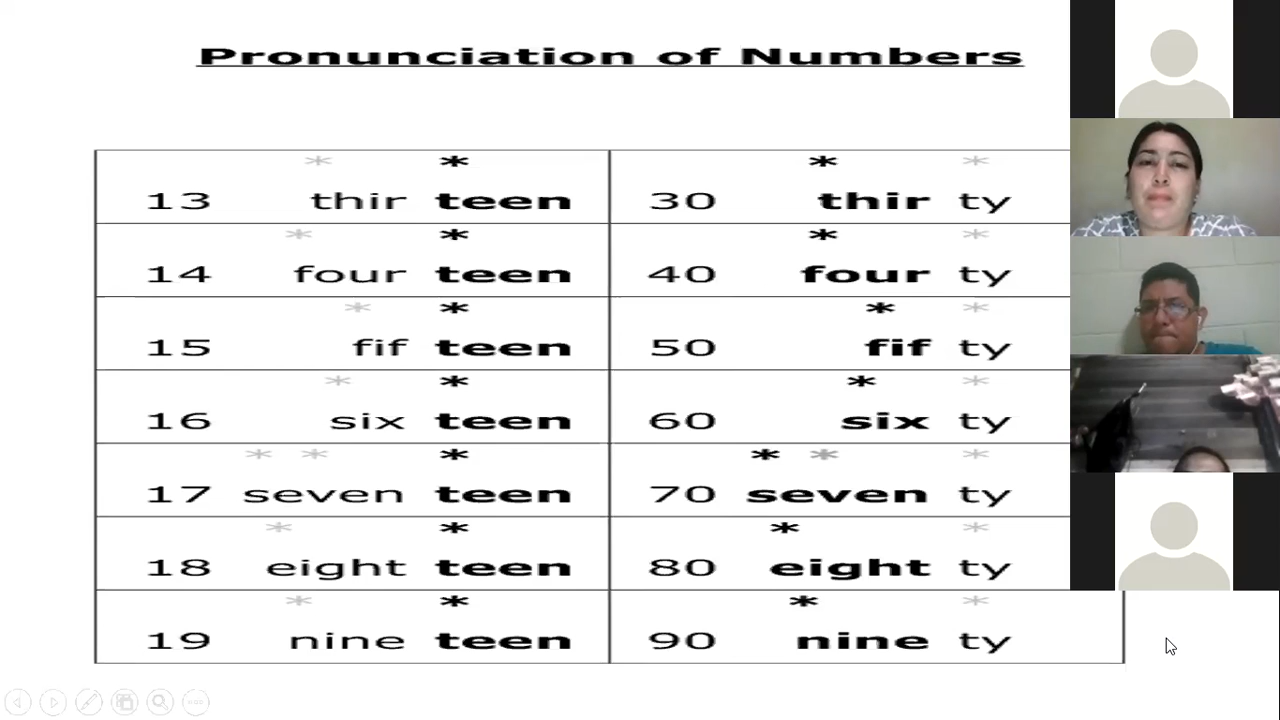 Pronunciation of Numbers
* * * *
13 thir teen 30 thir ty
* * * *
14 four teen 40 four ty
* * * *
15 fif teen 50 fif ty
* * * *
16 six teen 60 six ty
* * * * * *
17 seven teen 70 seven ty
* * * *
18 eight teen 80 eight ty
* * * *
19 nine teen 90 nine ty